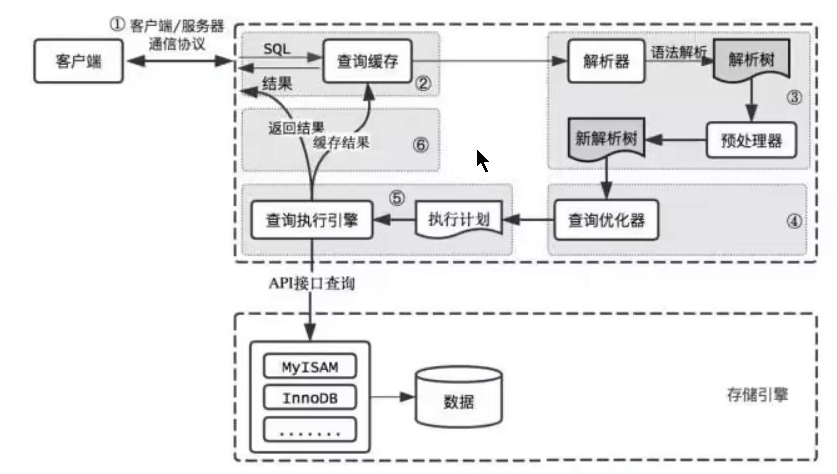 ① 客户端/服务器
通信协议
客户端
SQL
查询缓存
结果
②
解析器
语法解析
解析树
③
返回结果
缓存结果
⑥
新解析树
预处理器
⑤
查询执行引擎
执行计划
查询优化器
④
API接口查询
MyISAM
InnoDB
.......
数据
存储引擎